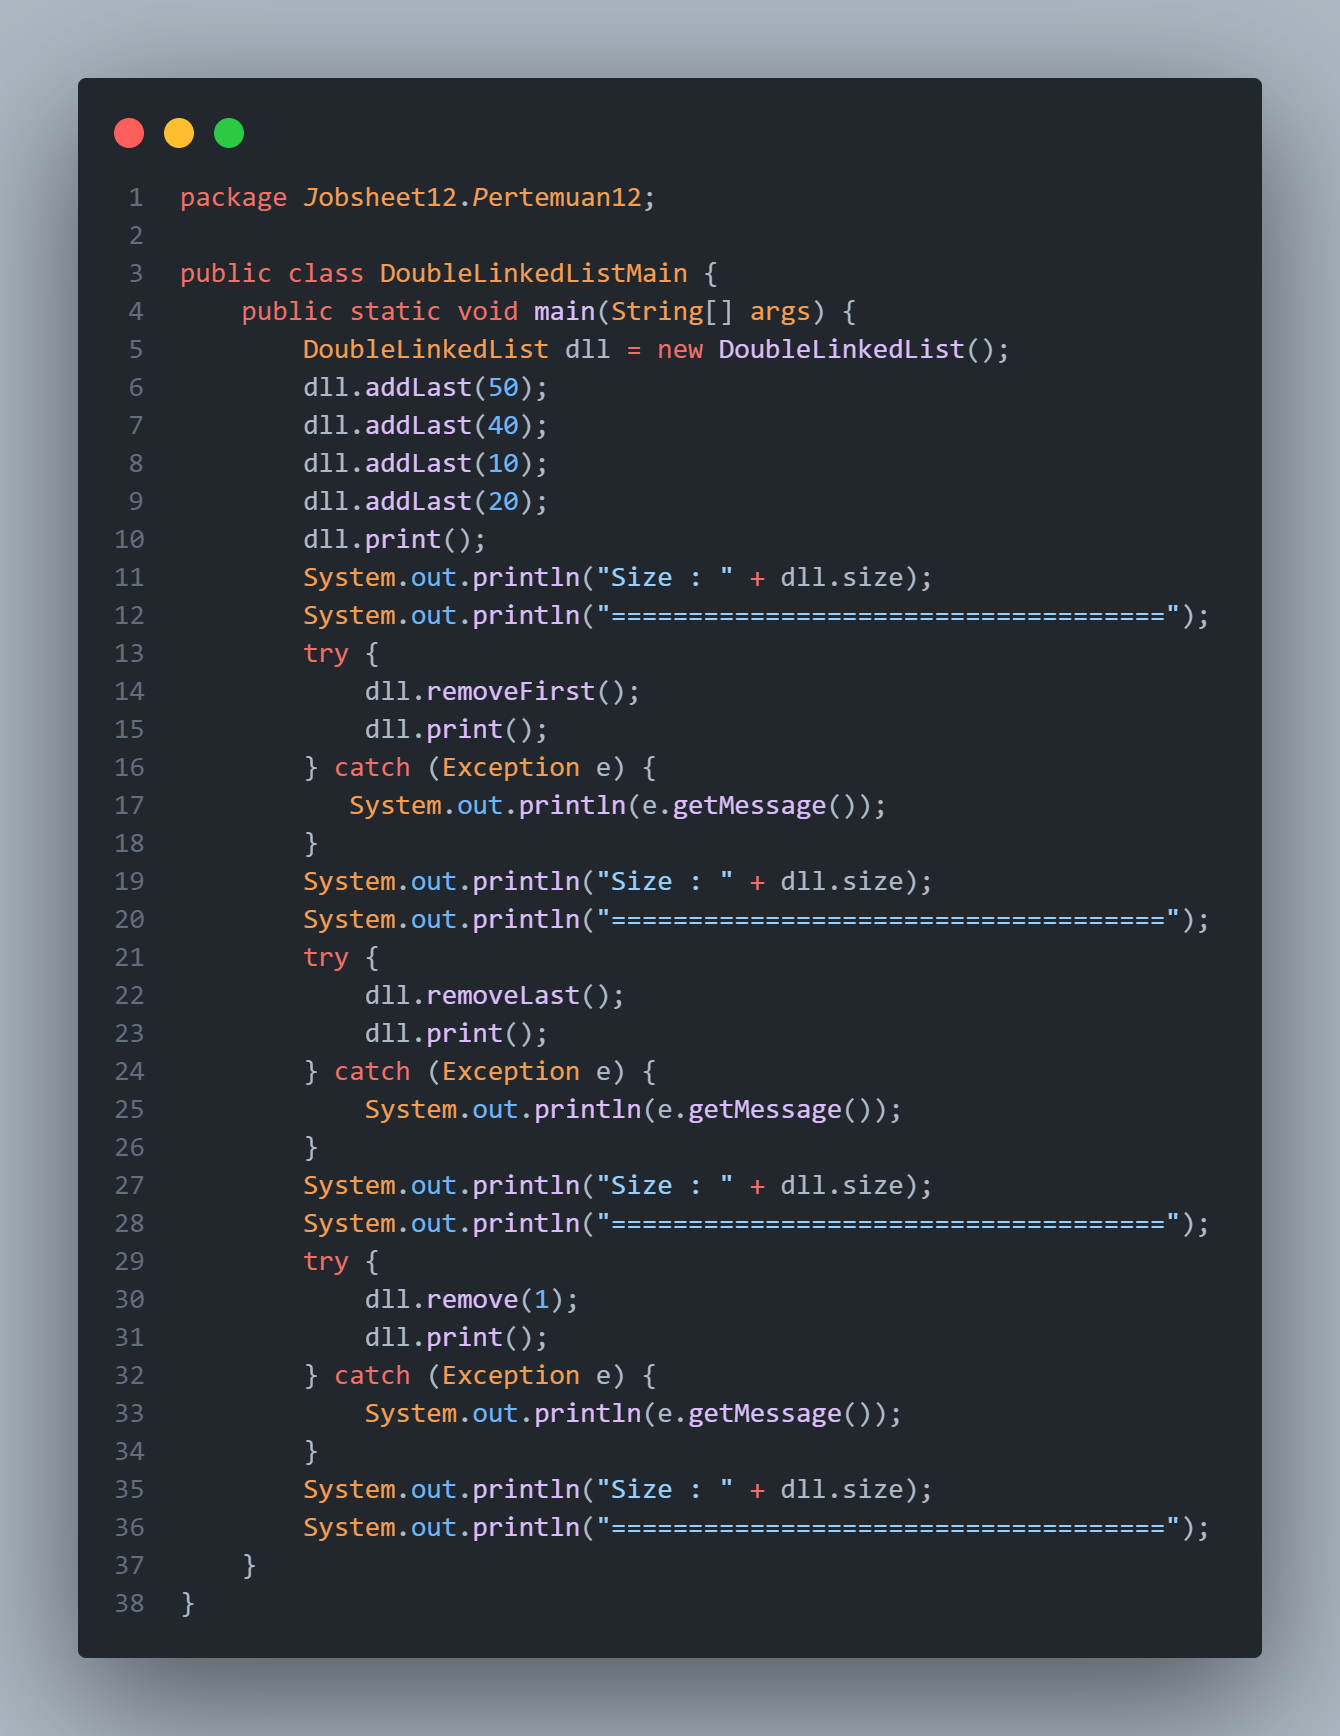 1 package Jobsheet12.Pertemuan12;
2
3 public class DoubleLinkedListMain {
4     public static void main(String[] args) {
5         DoubleLinkedList dll = new DoubleLinkedList();
6         dll.addLast(50);
7         dll.addLast(40);
8         dll.addLast(10);
9         dll.addLast(20);
10         dll.print();
11         System.out.println("Size : " + dll.size);
12         System.out.println("====================================");
13         try {
14             dll.removeFirst();
15             dll.print();
16         } catch (Exception e) {
17            System.out.println(e.getMessage());
18         }
19         System.out.println("Size : " + dll.size);
20         System.out.println("====================================");
21         try {
22             dll.removeLast();
23             dll.print();
24         } catch (Exception e) {
25             System.out.println(e.getMessage());
26         }
27         System.out.println("Size : " + dll.size);
28         System.out.println("====================================");
29         try {
30             dll.remove(1);
31             dll.print();
32         } catch (Exception e) {
33             System.out.println(e.getMessage());
34         }
35         System.out.println("Size : " + dll.size);
36         System.out.println("====================================");
37     }
38 }